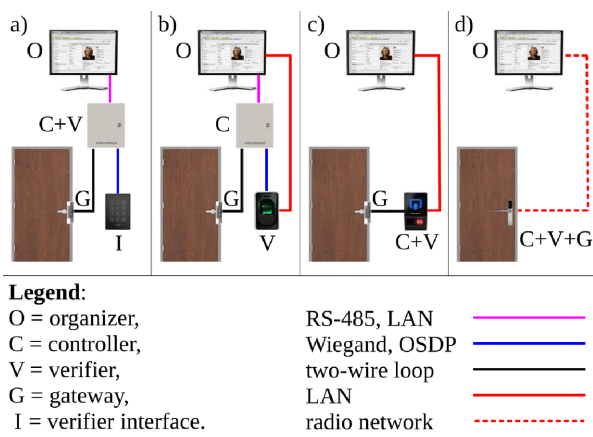 a) b) c) d)
O O O O
C+V C
G G G
I V C+V C+V+G
Legend:
O = organizer,
C = controller,
V = verifier,
G = gateway,
I = verifier interface.
RS-485, LAN
Wiegand, OSDP
two-wire loop
LAN
radio network